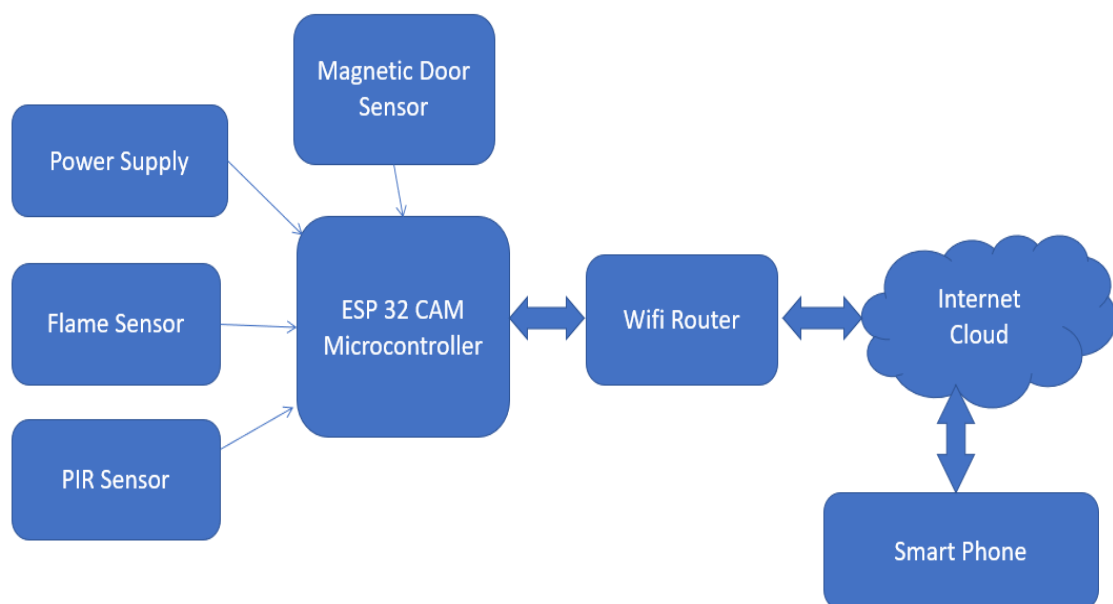 Magnetic Door
Sensor
Power Supply
Flame Sensor
ESP 32 CAM
Microcontroller
Wifi Router
Internet
Cloud
PIR Sensor
Smart Phone